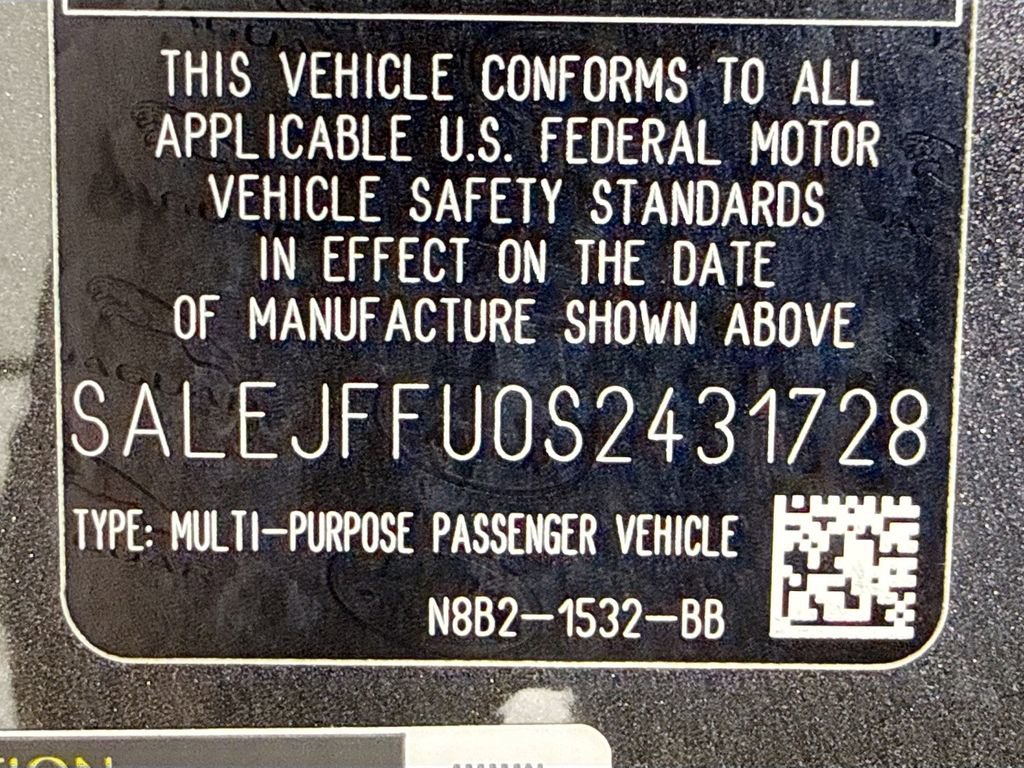 THIS VEHICLE CONFORMS TO ALL
APPLICABLE U.S. FEDERAL MOTOR
VEHICLE SAFETY STANDARDS
IN EFFECT ON THE DATE
OF MANUFACTURE SHOWN ABOVE
SALEJFFU0S2431728
TYPE: MULTI-PURPOSE PASSENGER VEHICLE
N8B2-1532-BB